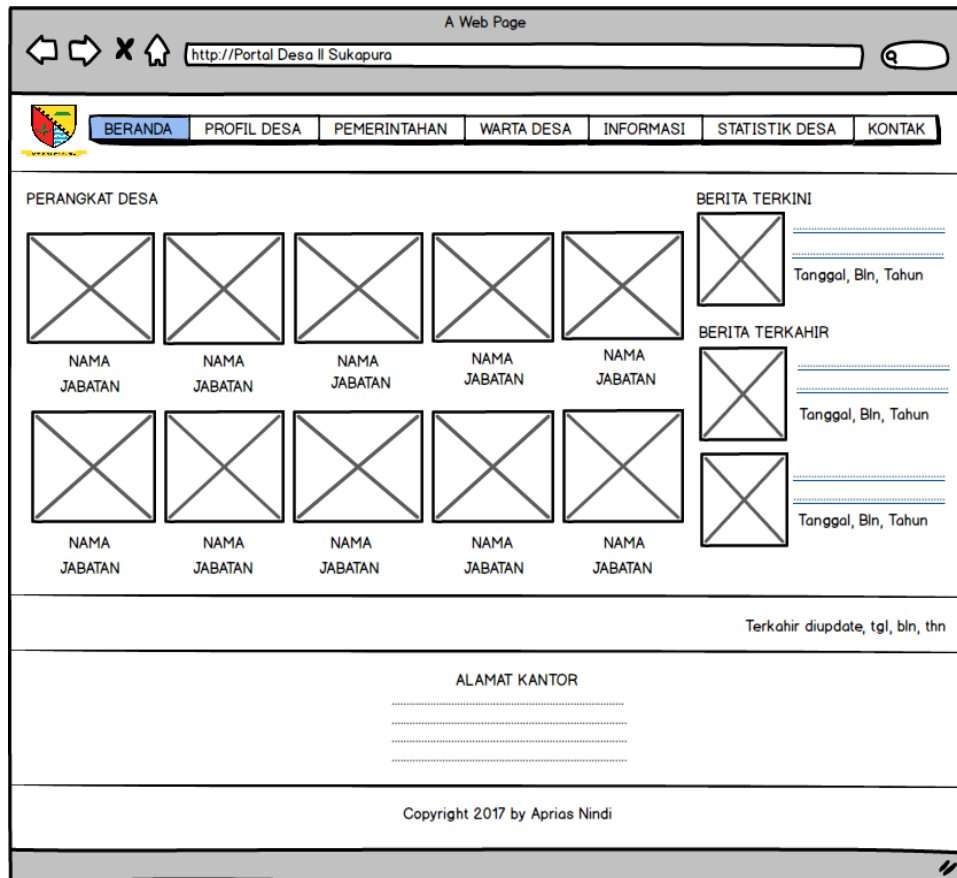 A Web Page
http://Portal Desa II Sukapura
BERANDA PROFIL DESA PEMERINTAHAN WARTA DESA INFORMASI STATISTIK DESA KONTAK
PERANGKAT DESA
NAMA NAMA NAMA NAMA NAMA
JABATAN JABATAN JABATAN JABATAN JABATAN
NAMA NAMA NAMA NAMA NAMA
JABATAN JABATAN JABATAN JABATAN JABATAN
BERITA TERKINI
Tanggal, Bln, Tahun
BERITA TERKAHIR
Tanggal, Bln, Tahun
Tanggal, Bln, Tahun
Terkahir diupdate, tgl, bln, thn
ALAMAT KANTOR
Copyright 2017 by Aprias Nindi